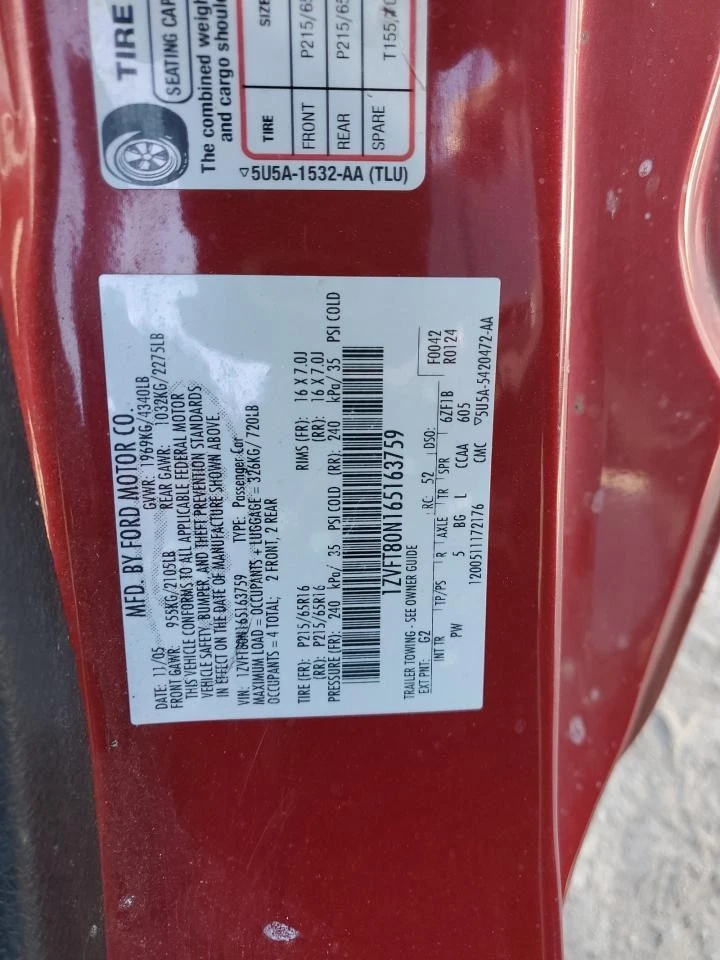 TIRE
SEATING CAP
The combined weigh
and cargo should
TIRE SIZE
FRONT P215/65
REAR P215/65
SPARE T155/70
▽5U5A-1532-AA (TLU)
MFD. BY FORD MOTOR CO.
DATE: 11/05 GVWR: 1969KG/4340LB
FRONT GAWR: 955KG/2105LB REAR GAWR: 1032KG/2275LB
THIS VEHICLE CONFORMS TO ALL APPLICABLE FEDERAL MOTOR
VEHICLE SAFETY, BUMPER, AND THEFT PREVENTION STANDARDS
IN EFFECT ON THE DATE OF MANUFACTURE SHOWN ABOVE.
VIN: 1ZVFT80N165163759 TYPE: Passenger Car
MAXIMUM LOAD = OCCUPANTS + LUGGAGE = 326KG/ 720LB
OCCUPANTS = 4 TOTAL; 2 FRONT, 2 REAR
TIRE (FR): P215/65R16 RIMS (FR): 16 X 7.0J
(RR): P215/65R16 (RR): 16 X 7.0J
PRESSURE (FR): 240 kPa/ 35 PSI COLD (RR): 240 kPa/ 35 PSI COLD
1ZVFT80N165163759
TRAILER TOWING - SEE OWNER GUIDE F0042
EXT PNT: G2 RC: 52 DSO: R0124
INT TR TP/PS R AXLE TR SPR 6ZF1B
PW 5 BG L CCAA 605
12005111172176 CMC ▽5U5A-5420472-AA